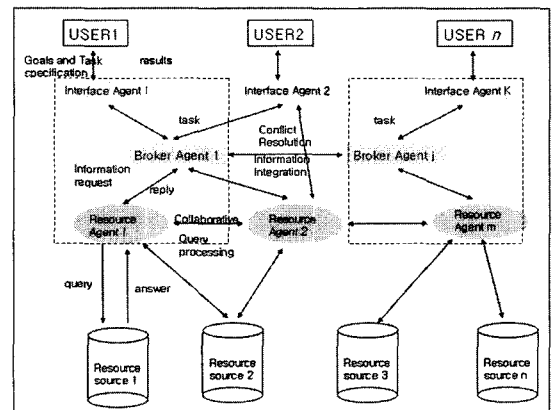 USER1
USER2
USER n
Goals and Task
specification
results
Interface Agent 1
Interface Agent 2
Interface Agent K
task
Conflict
Resolution
task
Broker Agent 1
Information
Integration
Broker Agent j
Information
request
reply
Resource
Agent 1
Collaborative
Query
processing
Resource
Agent 2
Resource
Agent m
query
answer
Resource
source 1
Resource
source 2
Resource
source 3
Resource
source n